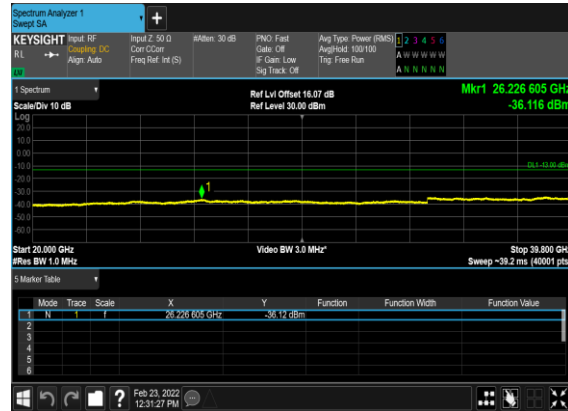 Spectrum Analyzer 1
Swept SA
+
KEYSIGHT
RL
Input: RF
Coupling: DC
Align: Auto
Input Z: 50 Ω
Corr CCorr
Freq Ref: Int (S)
#Atten: 30 dB
PNO: Fast
Gate: Off
IF Gain: Low
Sig Track: Off
Avg Type: Power (RMS)
Avg|Hold: 100/100
Trig: Free Run
1 2 3 4 5 6
A W W W W W
A N N N N N
LW
1 Spectrum
Scale/Div 10 dB
Ref Lvl Offset 16.07 dB
Ref Level 30.00 dBm
Mkr1 26.226 605 GHz
-36.116 dBm
Log
20.0
10.0
0.00
-10.0
-20.0
-30.0
-40.0
-50.0
-60.0
DL1 -13.00 dBm
1
Start 20.000 GHz
#Res BW 1.0 MHz
Video BW 3.0 MHz*
Stop 39.800 GHz
Sweep ~39.2 ms (40001 pts)
5 Marker Table
Mode Trace Scale X Y Function Function Width Function Value
1 N 1 f 26.226 605 GHz -36.12 dBm
2
3
4
5
6
?
Feb 23, 2022
12:31:27 PM